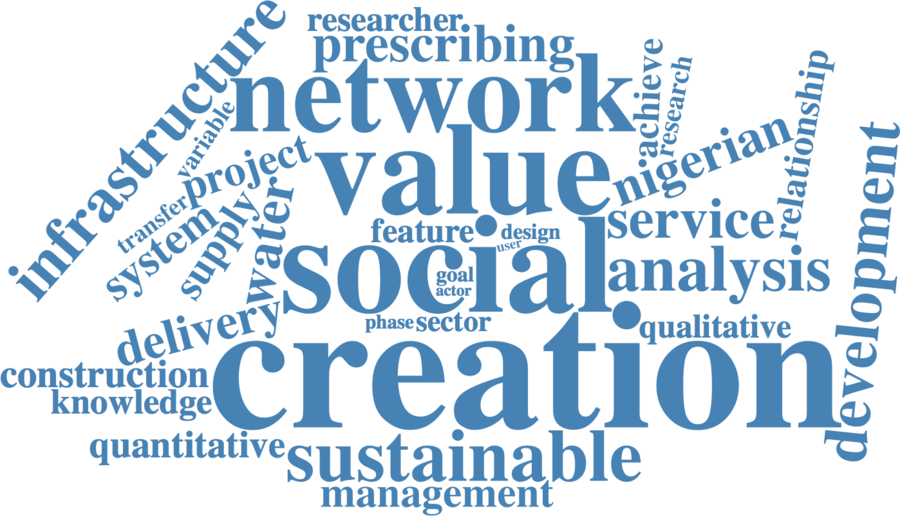 researcher
prescribing
infrastructure
network
achieve
research
relationship
variable
project
value
nigerian
development
transfer
system
supply
water
feature
design
user
service
social
goal
actor
analysis
delivery
phase
sector
qualitative
creation
construction
knowledge
quantitative
sustainable
management